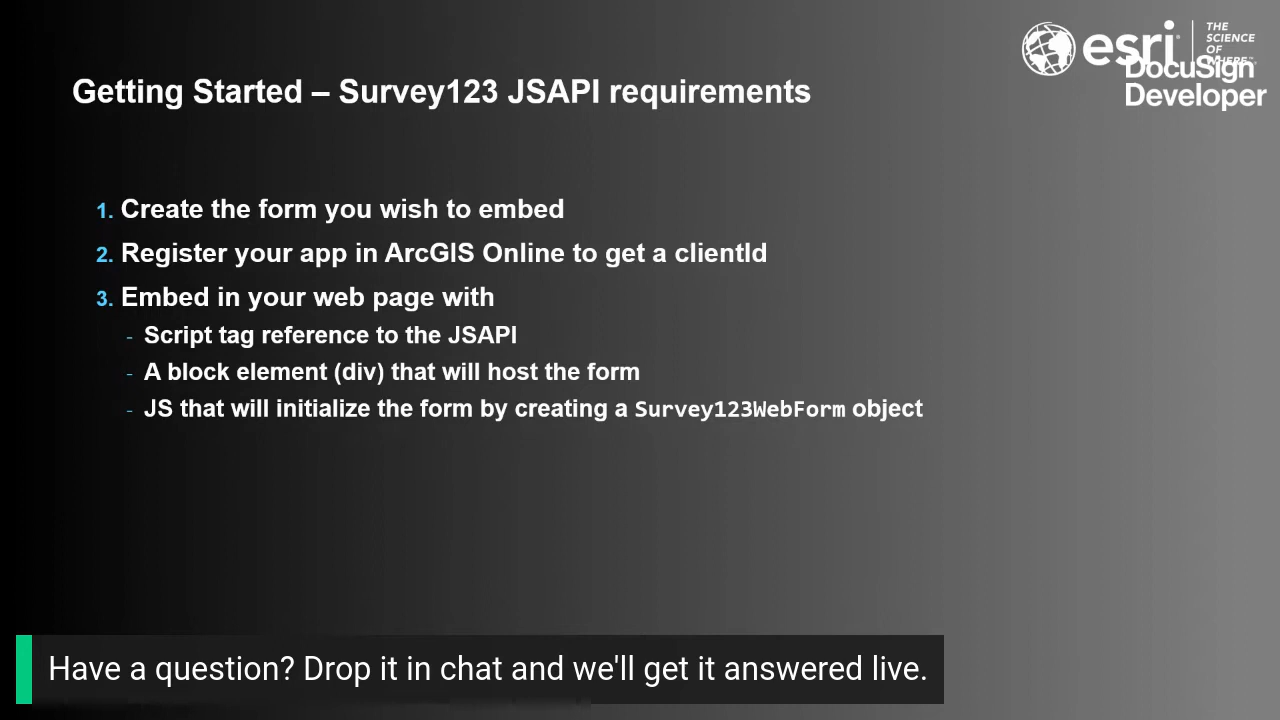 esri
THE
SCIENCE
OF
WHERE
DocuSign
Developer
Getting Started – Survey123 JSAPI requirements
1. Create the form you wish to embed
2. Register your app in ArcGIS Online to get a clientId
3. Embed in your web page with
- Script tag reference to the JSAPI
- A block element (div) that will host the form
- JS that will initialize the form by creating a Survey123WebForm object
Have a question? Drop it in chat and we'll get it answered live.